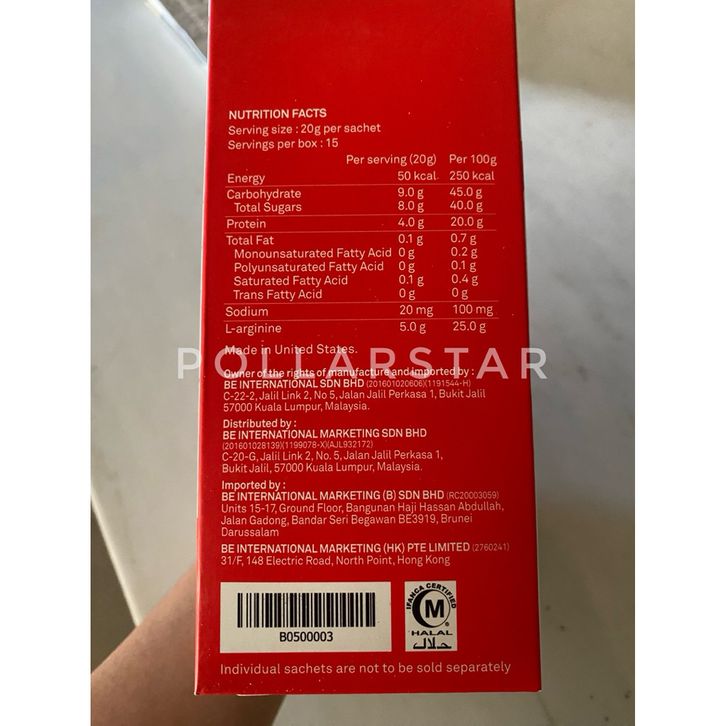 NUTRITION FACTS
Serving size : 20g per sachet
Servings per box : 15
Per serving (20g) Per 100g
Energy 50 kcal 250 kcal
Carbohydrate 9.0 g 45.0 g
Total Sugars 8.0 g 40.0 g
Protein 4.0 g 20.0 g
Total Fat 0.1 g 0.7 g
Monounsaturated Fatty Acid 0 g 0.2 g
Polyunsaturated Fatty Acid 0 g 0.1 g
Saturated Fatty Acid 0.1 g 0.4 g
Trans Fatty Acid 0 g 0 g
Sodium 20 mg 100 mg
L-arginine 5.0 g 25.0 g
Made in United States.
POLLARSTAR
Owner of the rights of manufacture and imported by :
BE INTERNATIONAL SDN BHD (201601020606)(1191544-H)
C-22-2, Jalil Link 2, No 5, Jalan Jalil Perkasa 1, Bukit Jalil
57000 Kuala Lumpur, Malaysia.
Distributed by :
BE INTERNATIONAL MARKETING SDN BHD
(201601028139)(1199078-X)(AJL932172)
C-20-G, Jalil Link 2, No. 5, Jalan Jalil Perkasa 1,
Bukit Jalil, 57000 Kuala Lumpur, Malaysia.
Imported by :
BE INTERNATIONAL MARKETING (B) SDN BHD (RC20003059)
Units 15-17, Ground Floor, Bangunan Haji Hassan Abdullah,
Jalan Gadong, Bandar Seri Begawan BE3919, Brunei
Darussalam
BE INTERNATIONAL MARKETING (HK) PTE LIMITED (2760241)
31/F, 148 Electric Road, North Point, Hong Kong
B0500003
IFANCA CERTIFIED
M
®
HALAL
حلال
Individual sachets are not to be sold separately